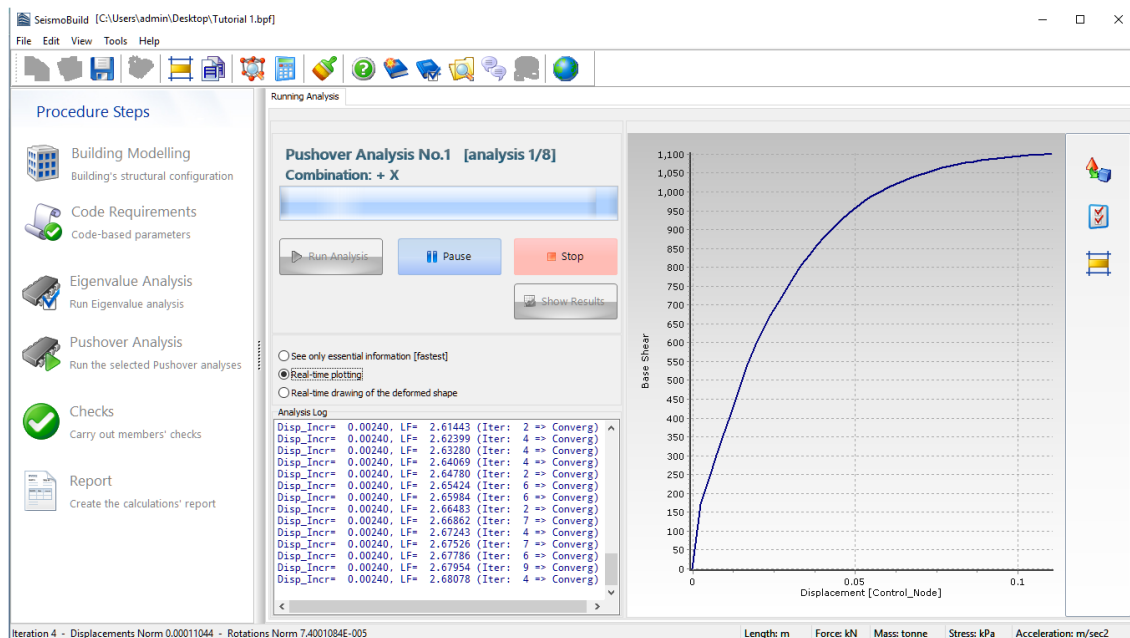 SeismoBuild [C:\Users\admin\Desktop\Tutorial 1.bpf]
File Edit View Tools Help
Procedure Steps
Building Modelling
Building's structural configuration
Code Requirements
Code-based parameters
Eigenvalue Analysis
Run Eigenvalue analysis
Pushover Analysis
Run the selected Pushover analyses
Checks
Carry out members' checks
Report
Create the calculations' report
Running Analysis
Pushover Analysis No.1 [analysis 1/8]
Combination: + X
Run Analysis
Pause
Stop
Show Results
See only essential information [fastest]
Real-time plotting
Real-time drawing of the deformed shape
Analysis Log
Disp_Incr= 0.00240, LF= 2.61443 (Iter: 2 => Converg)
Disp_Incr= 0.00240, LF= 2.62399 (Iter: 4 => Converg)
Disp_Incr= 0.00240, LF= 2.63280 (Iter: 4 => Converg)
Disp_Incr= 0.00240, LF= 2.64069 (Iter: 4 => Converg)
Disp_Incr= 0.00240, LF= 2.64780 (Iter: 2 => Converg)
Disp_Incr= 0.00240, LF= 2.65424 (Iter: 6 => Converg)
Disp_Incr= 0.00240, LF= 2.65984 (Iter: 6 => Converg)
Disp_Incr= 0.00240, LF= 2.66483 (Iter: 2 => Converg)
Disp_Incr= 0.00240, LF= 2.66862 (Iter: 7 => Converg)
Disp_Incr= 0.00240, LF= 2.67243 (Iter: 4 => Converg)
Disp_Incr= 0.00240, LF= 2.67526 (Iter: 7 => Converg)
Disp_Incr= 0.00240, LF= 2.67786 (Iter: 6 => Converg)
Disp_Incr= 0.00240, LF= 2.67954 (Iter: 9 => Converg)
Disp_Incr= 0.00240, LF= 2.68078 (Iter: 4 => Converg)
Base Shear
1,100
1,050
1,000
950
900
850
800
750
700
650
600
550
500
450
400
350
300
250
200
150
100
50
0
0 0.05 0.1
Displacement [Control_Node]
Iteration 4 - Displacements Norm 0.00011044 - Rotations Norm 7.4001084E-005
Length: m Force: kN Mass: tonne Stress: kPa Acceleration: m/sec2